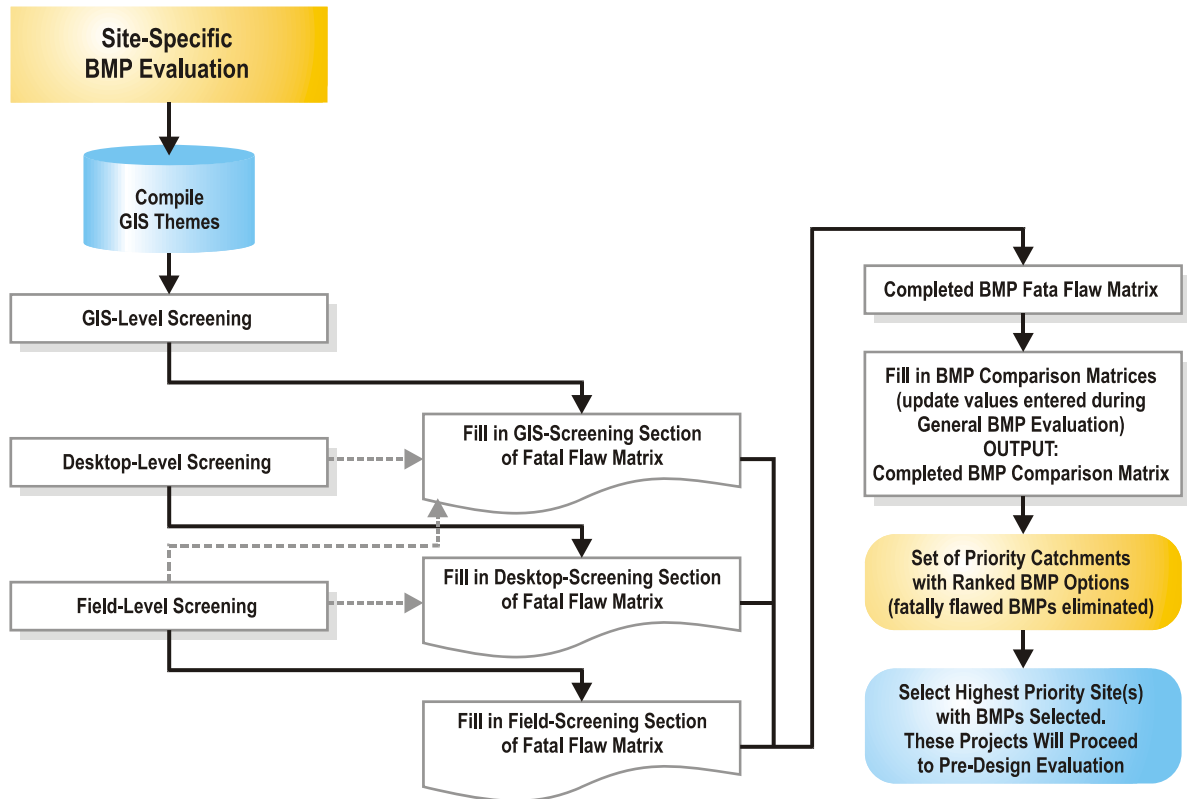 Site-Specific
BMP Evaluation
Compile
GIS Themes
GIS-Level Screening
Desktop-Level Screening
Field-Level Screening
Fill in GIS-Screening Section
of Fatal Flaw Matrix
Fill in Desktop-Screening Section
of Fatal Flaw Matrix
Fill in Field-Screening Section
of Fatal Flaw Matrix
Completed BMP Fata Flaw Matrix
Fill in BMP Comparison Matrices
(update values entered during
General BMP Evaluation)
OUTPUT:
Completed BMP Comparison Matrix
Set of Priority Catchments
with Ranked BMP Options
(fatally flawed BMPs eliminated)
Select Highest Priority Site(s)
with BMPs Selected.
These Projects Will Proceed
to Pre-Design Evaluation